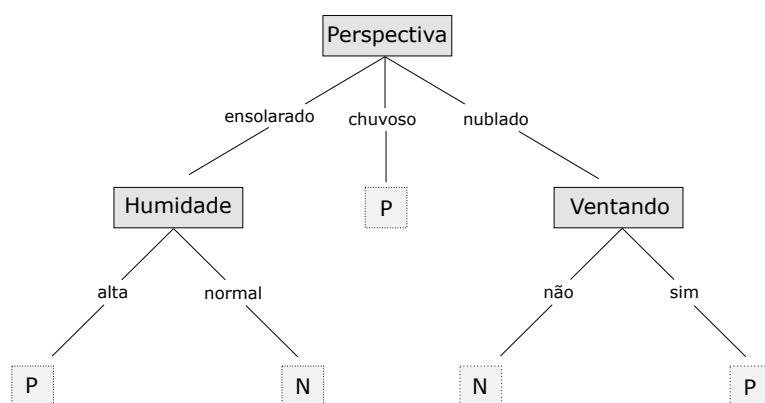 Perspectiva
ensolarado chuvoso nublado
Humidade P Ventando
alta normal não sim
P N N P